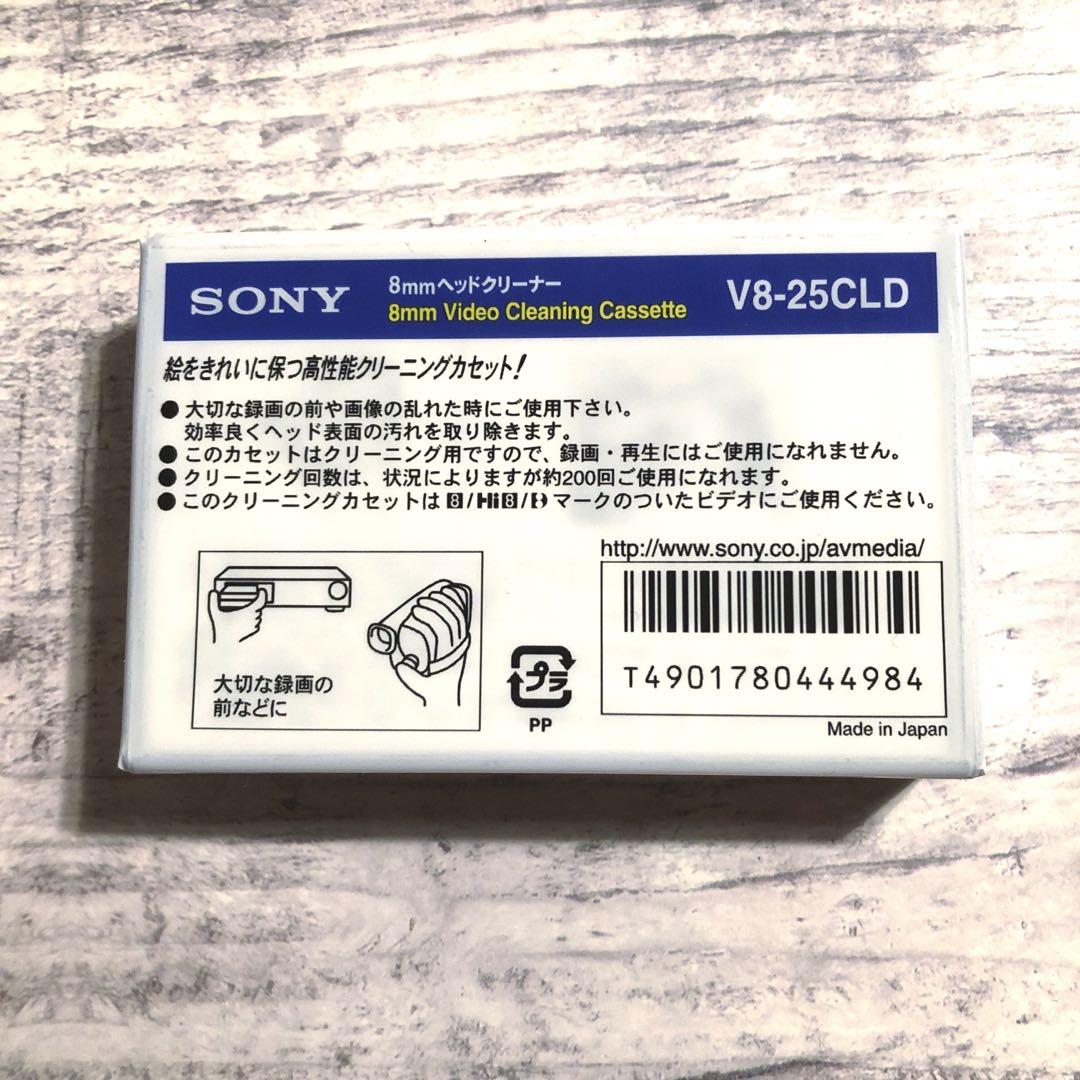 SONY
8mmヘッドクリーナー
8mm Video Cleaning Cassette
V8-25CLD
絵をきれいに保つ高性能クリーニングカセット!
● 大切な録画の前や画像の乱れた時にご使用下さい。
効率良くヘッド表面の汚れを取り除きます。
● このカセットはクリーニング用ですので、録画・再生にはご使用になれません。
● クリーニング回数は、状況によりますが約200回ご使用になれます。
● このクリーニングカセットは 8/Hi8/D マークのついたビデオにご使用ください。
http://www.sony.co.jp/avmedia/
T4901780444984
大切な録画の
前などに
プラ
PP
Made in Japan